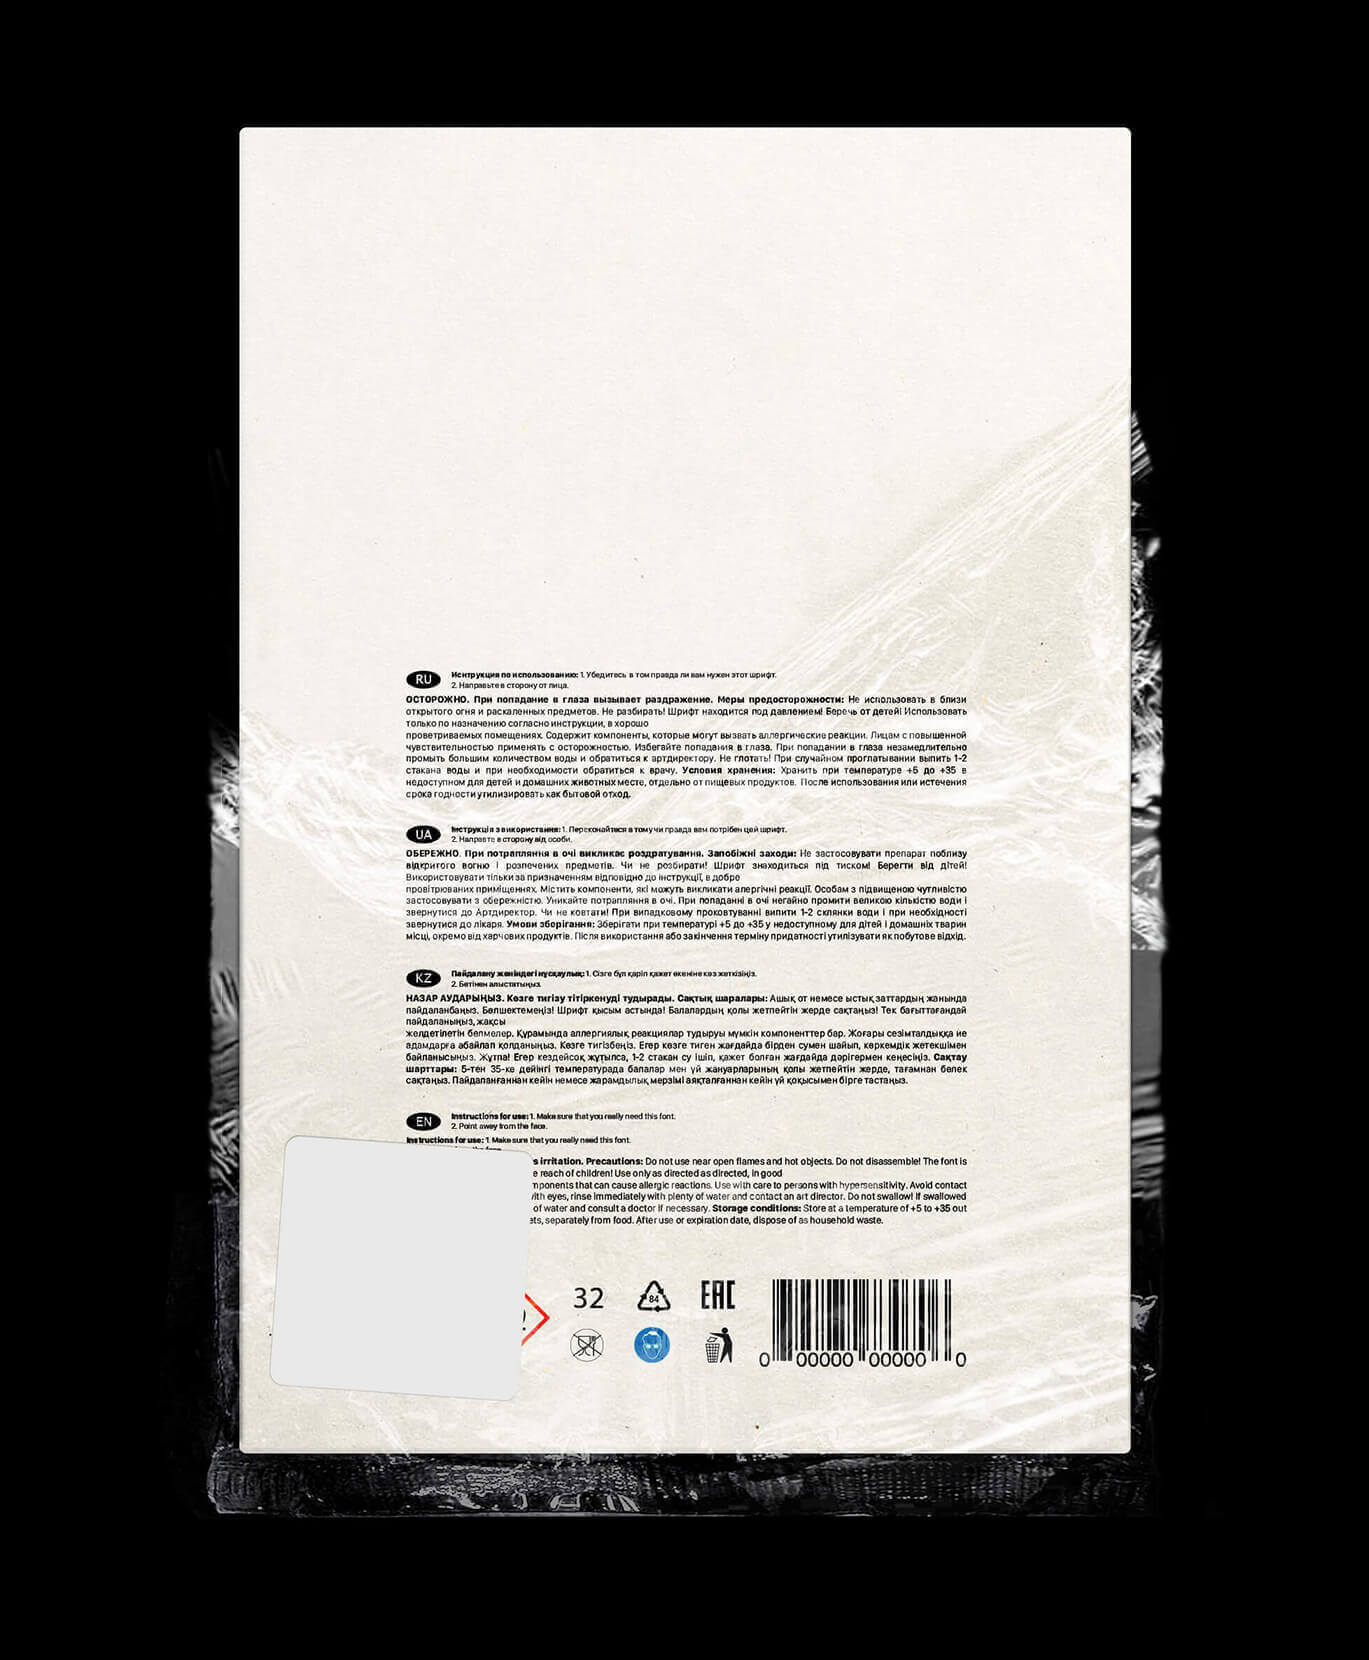 RU
Иснтрукция по использованию: 1. Убедитесь в том правда ли вам нужен этот шрифт.
2. Направьте в сторону от лица.
ОСТОРОЖНО. При попадание в глаза вызывает раздражение. Меры предосторожности: Не использовать в близи
открытого огня и раскаленных предметов. Не разбирать! Шрифт находится под давлением! Беречь от детей! Использовать
только по назначению согласно инструкции, в хорошо
проветриваемых помещениях. Содержит компоненты, которые могут вызвать аллергические реакции. Лицам с повышенной
чувствительностью применять с осторожностью. Избегайте попадания в глаза. При попадании в глаза незамедлительно
промыть большим количеством воды и обратиться к артдиректору. Не глотать! При случайном проглатывании выпить 1-2
стакана воды и при необходимости обратиться к врачу. Условия хранения: Хранить при температуре +5 до +35 в
недоступном для детей и домашних животных месте, отдельно от пищевых продуктов. После использования или истечения
срока годности утилизировать как бытовой отход.
UA
Інструкція з використання: 1. Переконайтеся в тому чи правда вам потрібен цей шрифт.
2. Направте в сторону від особи.
ОБЕРЕЖНО. При потрапляння в очі викликає роздратування. Запобіжні заходи: Не застосовувати препарат поблизу
відкритого вогню і розпечених предметів. Чи не розбирати! Шрифт знаходиться під тиском! Берегти від дітей!
Використовувати тільки за призначенням відповідно до інструкції, в добре
провітрюваних приміщеннях. Містить компоненти, які можуть викликати алергічні реакції. Особам з підвищеною чутливістю
застосовувати з обережністю. Уникайте потрапляння в очі. При попаданні в очі негайно промити великою кількістю води і
звернутися до Артдиректор. Чи не ковтати! При випадковому проковтуванні випити 1-2 склянки води і при необхідності
звернутися до лікаря. Умови зберігання: Зберігати при температурі +5 до +35 у недоступному для дітей і домашніх тварин
місці, окремо від харчових продуктів. Після використання або закінчення терміну придатності утилізувати як побутове відхід.
KZ
Пайдалану жөніндегі нұсқаулық: 1. Сізге бұл қаріп қажет екеніне көз жеткізіңіз.
2. Бетінен алыстатыңыз.
НАЗАР АУДАРЫҢЫЗ. Көзге тигізу тітіркенуді тудырады. Сақтық шаралары: Ашық от немесе ыстық заттардың жанында
пайдаланбаңыз. Бөлшектемеңіз! Шрифт қысым астында! Балалардың қолы жетпейтін жерде сақтаңыз! Тек бағыттағандай
пайдаланыңыз, жақсы
желдетілетін бөлмелер. Құрамында аллергиялық реакциялар тудыруы мүмкін компоненттер бар. Жоғары сезімталдыққа ие
адамдарға абайлап қолданыңыз. Көзге тигізбеңіз. Егер көзге тиген жағдайда бірден сумен шайып, көркемдік жетекшімен
байланысыңыз. Жұтпа! Егер кездейсоқ жұтылса, 1-2 стакан су ішіп, қажет болған жағдайда дәрігермен кеңесіңіз. Сақтау
шарттары: 5-тен 35-ке дейінгі температурада балалар мен үй жануарларының қолы жетпейтін жерде, тағамнан бөлек
сақтаңыз. Пайдаланғаннан кейін немесе жарамдылық мерзімі аяқталғаннан кейін үй қоқысымен бірге тастаңыз.
EN
Instructions for use: 1. Make sure that you really need this font.
2. Point away from the face.
Instructions for use: 1. Make sure that you really need this font.
irritation. Precautions: Do not use near open flames and hot objects. Do not disassemble! The font is
reach of children! Use only as directed as directed, in good
that can cause allergic reactions. Use with care to persons with hypersensitivity. Avoid contact
eyes, rinse immediately with plenty of water and contact an art director. Do not swallow! If swallowed
of water and consult a doctor if necessary. Storage conditions: Store at a temperature of +5 to +35 out
separately from food. After use or expiration date, dispose of as household waste.
32
84
EAC
0 00000 00000 0